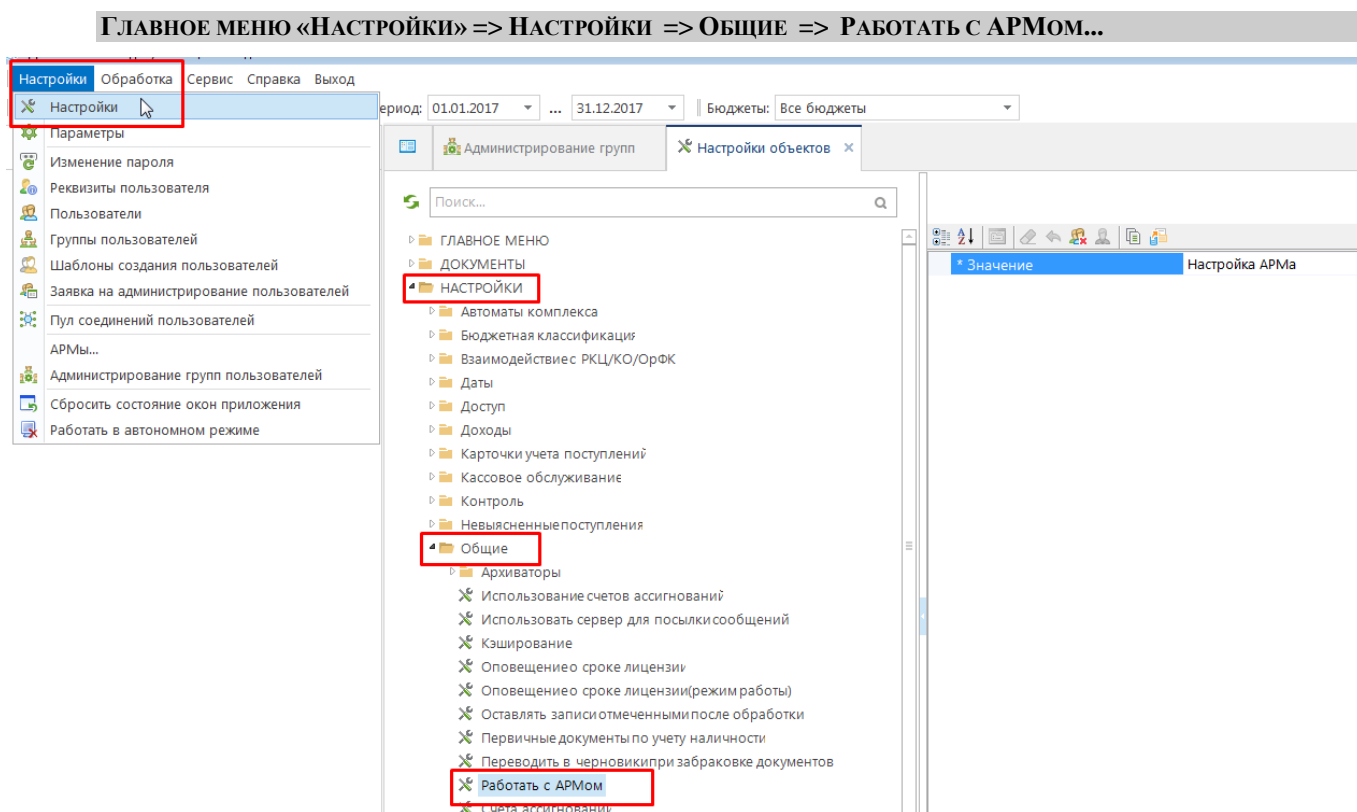 ГЛАВНОЕ МЕНЮ «НАСТРОЙКИ» => НАСТРОЙКИ => ОБЩИЕ => РАБОТАТЬ С АРМОМ...
Настройки Обработка Сервис Справка Выход
Настройки
ериод: 01.01.2017 ... 31.12.2017 Бюджеты: Все бюджеты
Параметры
Изменение пароля
Реквизиты пользователя
Пользователи
Группы пользователей
Шаблоны создания пользователей
Заявка на администрирование пользователей
Пул соединений пользователей
АРМы...
Администрирование групп пользователей
Сбросить состояние окон приложения
Работать в автономном режиме
Администрирование групп Настройки объектов
Поиск...
ГЛАВНОЕ МЕНЮ
ДОКУМЕНТЫ
НАСТРОЙКИ
Автоматы комплекса
Бюджетная классификация
Взаимодействие с РКЦ/КО/ОрФК
Даты
Доступ
Доходы
Карточки учета поступлений
Кассовое обслуживание
Контроль
Невыясненные поступления
Общие
Архиваторы
Использование счетов ассигнований
Использовать сервер для посылки сообщений
Кэширование
Оповещение о сроке лицензии
Оповещение о сроке лицензии(режим работы)
Оставлять записи отмеченными после обработки
Первичные документы по учету наличности
Переводить в черновики при забраковке документов
Работать с АРМом
Счета ассигнований
* Значение Настройка АРМа